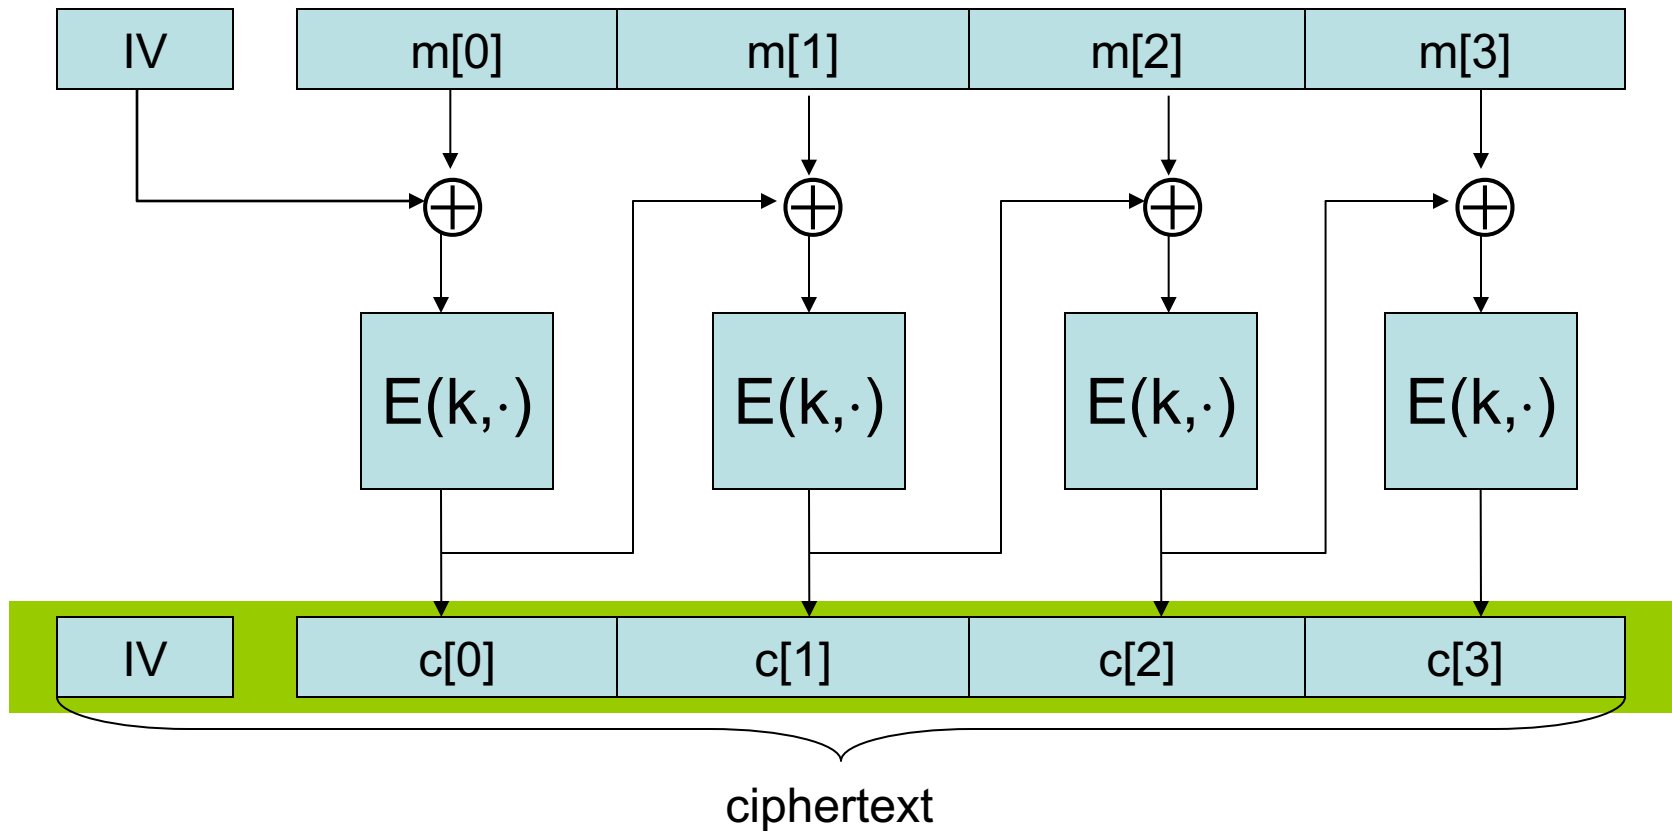 IV m[0] m[1] m[2] m[3]
E(k,·) E(k,·) E(k,·) E(k,·)
IV c[0] c[1] c[2] c[3]
ciphertext